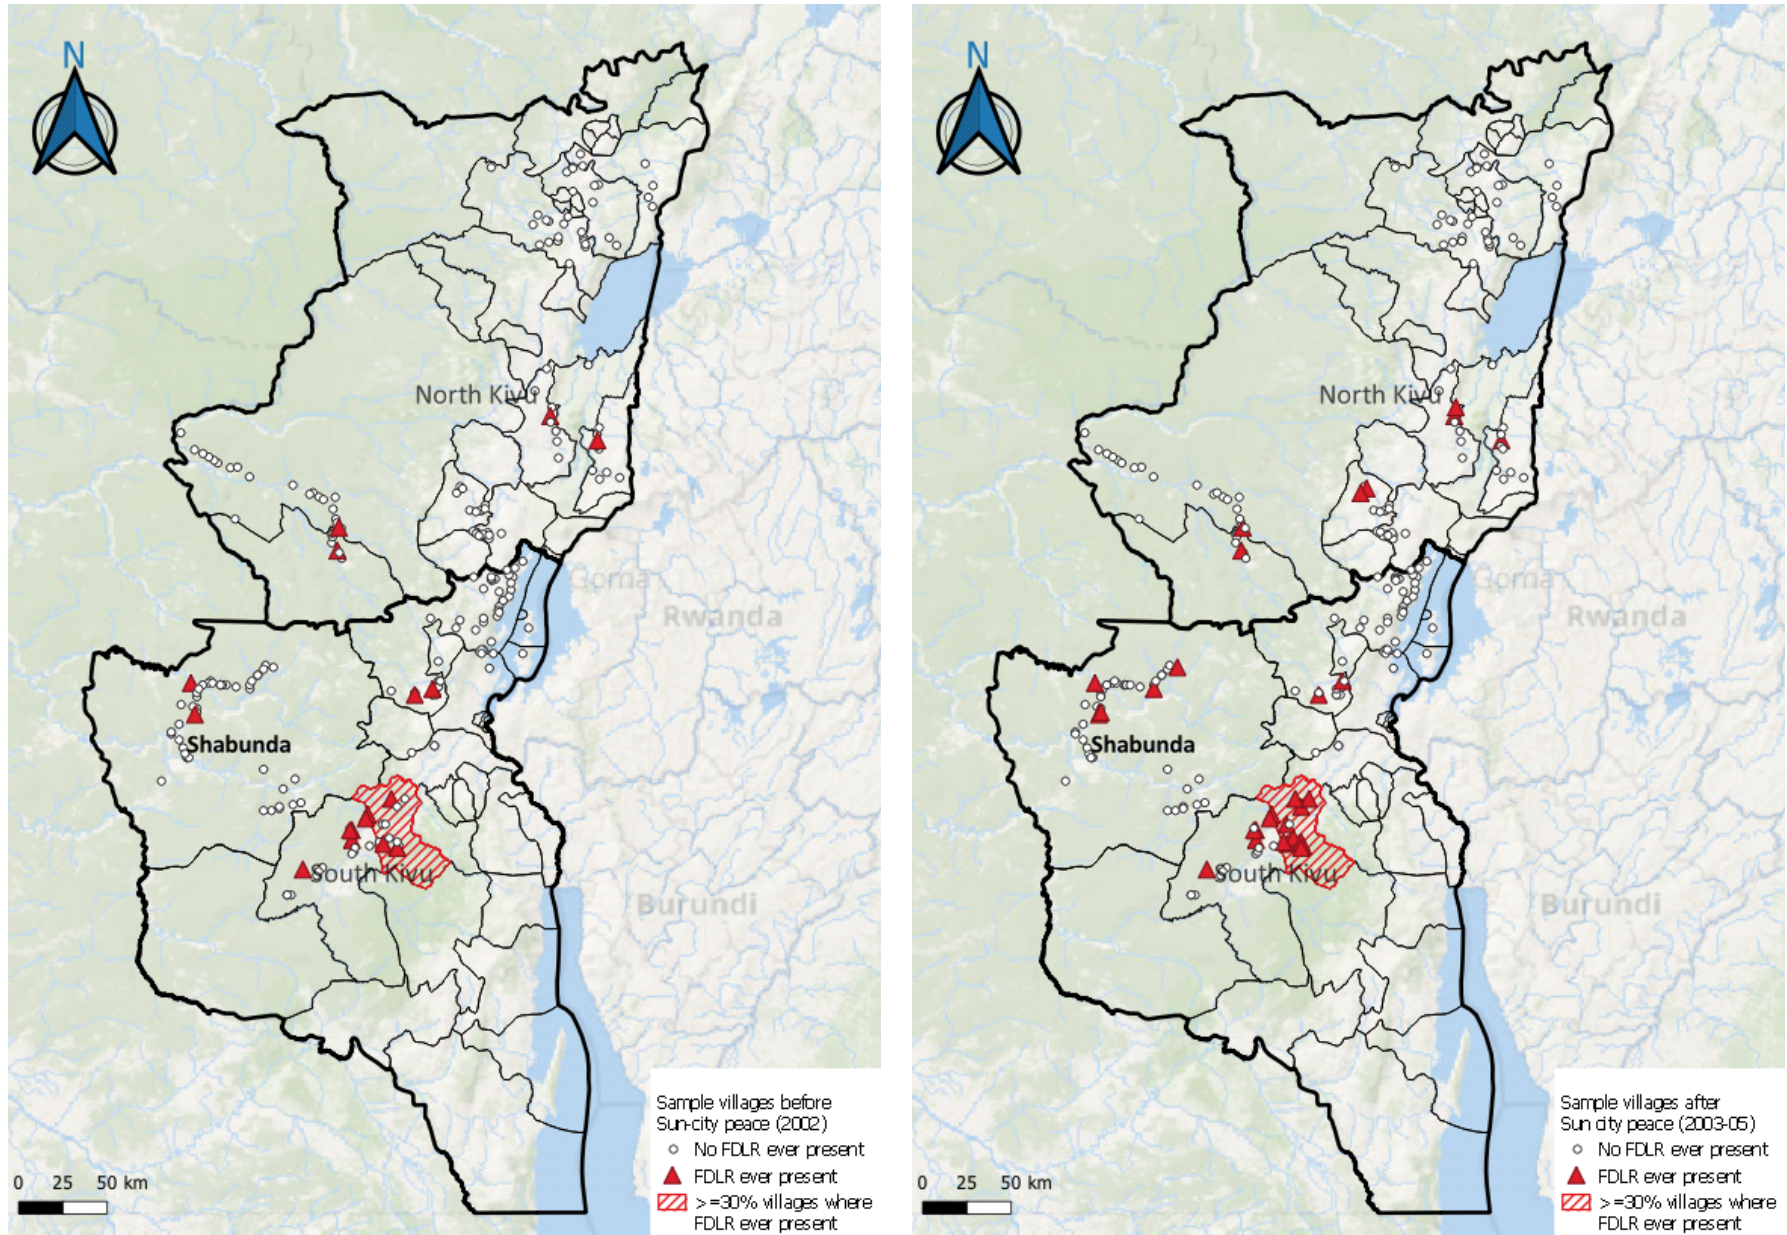 N
North Kivu
Goma
Rwanda
Shabunda
South Kivu
Burundi
Sample villages before
Sun-city peace (2002)
No FDLR ever present
FDLR ever present
>=30% villages where
FDLR ever present
0 25 50 km
N
North Kivu
Goma
Rwanda
Shabunda
South Kivu
Burundi
Sample villages after
Sun city peace (2003-05)
No FDLR ever present
FDLR ever present
>=30% villages where
FDLR ever present
0 25 50 km